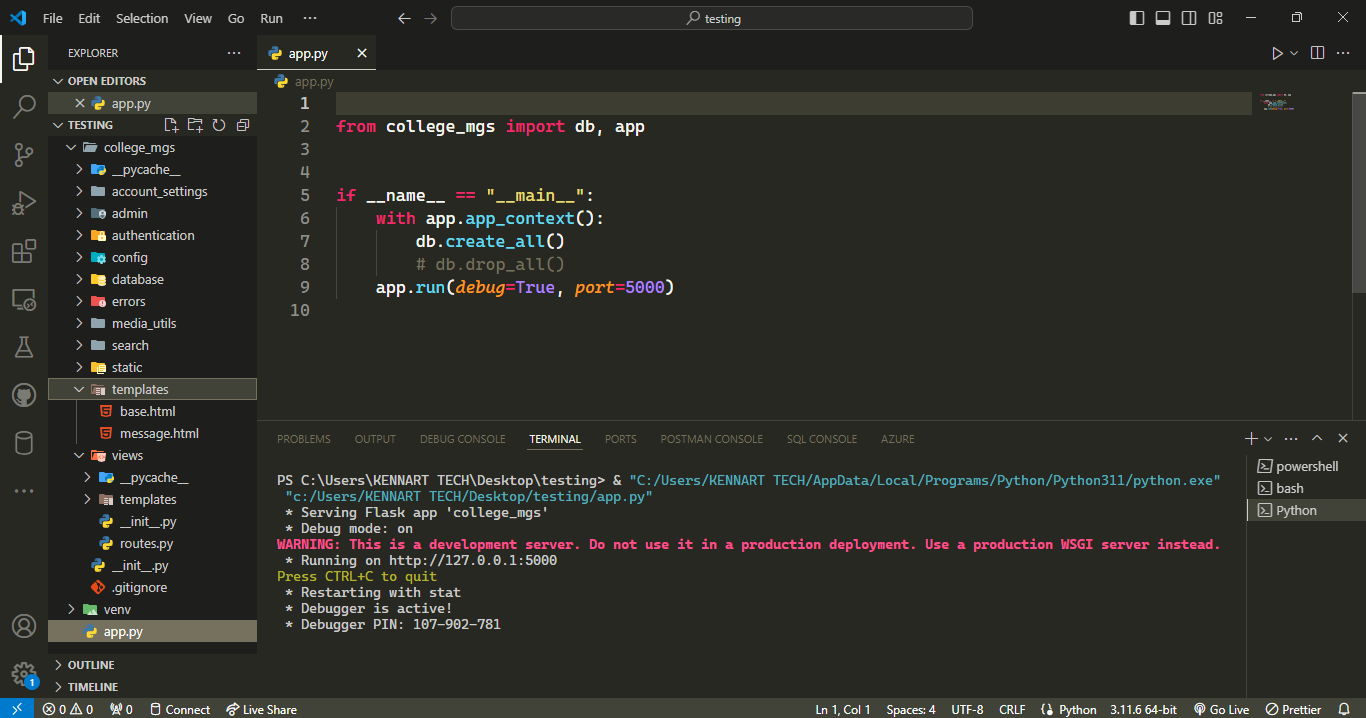 File Edit Selection View Go Run ···
testing
EXPLORER ···
OPEN EDITORS
app.py
TESTING
college_mgs
__pycache__
account_settings
admin
authentication
config
database
errors
media_utils
search
static
templates
base.html
message.html
views
__pycache__
templates
__init__.py
routes.py
__init__.py
.gitignore
venv
app.py
OUTLINE
TIMELINE
app.py
app.py
1
2 from college_mgs import db, app
3
4
5 if __name__ == "__main__":
6 with app.app_context():
7 db.create_all()
8 # db.drop_all()
9 app.run(debug=True, port=5000)
10
PROBLEMS OUTPUT DEBUG CONSOLE TERMINAL PORTS POSTMAN CONSOLE SQL CONSOLE AZURE
PS C:\Users\KENNART TECH\Desktop\testing> & "C:/Users/KENNART TECH/AppData/Local/Programs/Python/Python311/python.exe"
"c:/Users/KENNART TECH/Desktop/testing/app.py"
* Serving Flask app 'college_mgs'
* Debug mode: on
WARNING: This is a development server. Do not use it in a production deployment. Use a production WSGI server instead.
* Running on http://127.0.0.1:5000
Press CTRL+C to quit
* Restarting with stat
* Debugger is active!
* Debugger PIN: 107-902-781
powershell
bash
Python
1
0 0 0 Connect Live Share Ln 1, Col 1 Spaces: 4 UTF-8 CRLF Python 3.11.6 64-bit Go Live Prettier